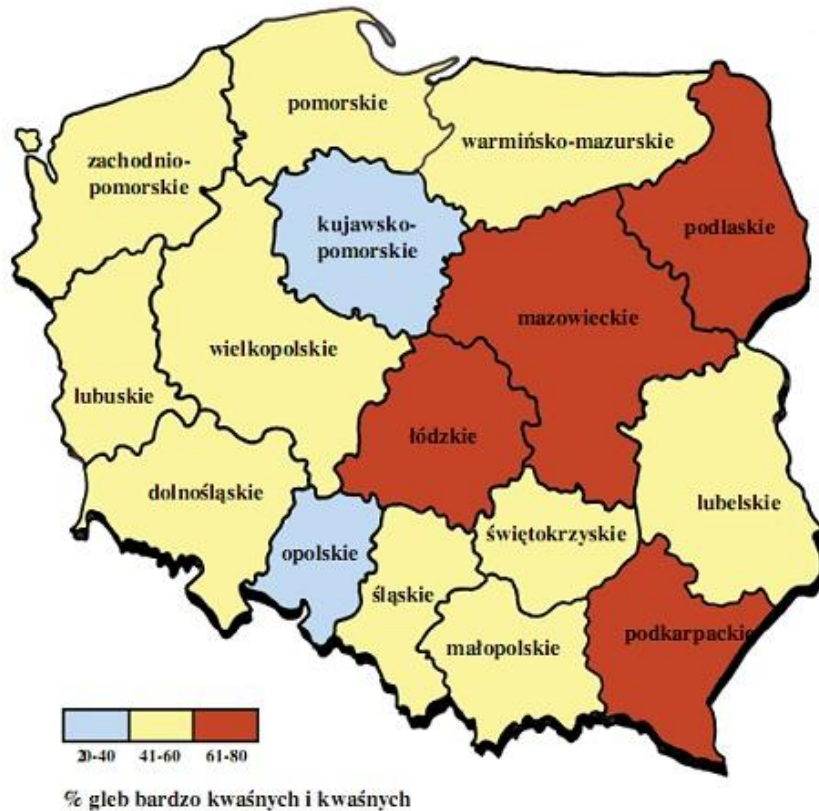 pomorskie
warmińsko-mazurskie
zachodnio-
pomorskie
kujawsko-
pomorskie
podlaskie
mazowieckie
wielkopolskie
lubuskie
łódzkie
dolnośląskie
lubelskie
opolskie
świętokrzyskie
śląskie
małopolskie
podkarpackie
20-40 41-60 61-80
% gleb bardzo kwaśnych i kwaśnych